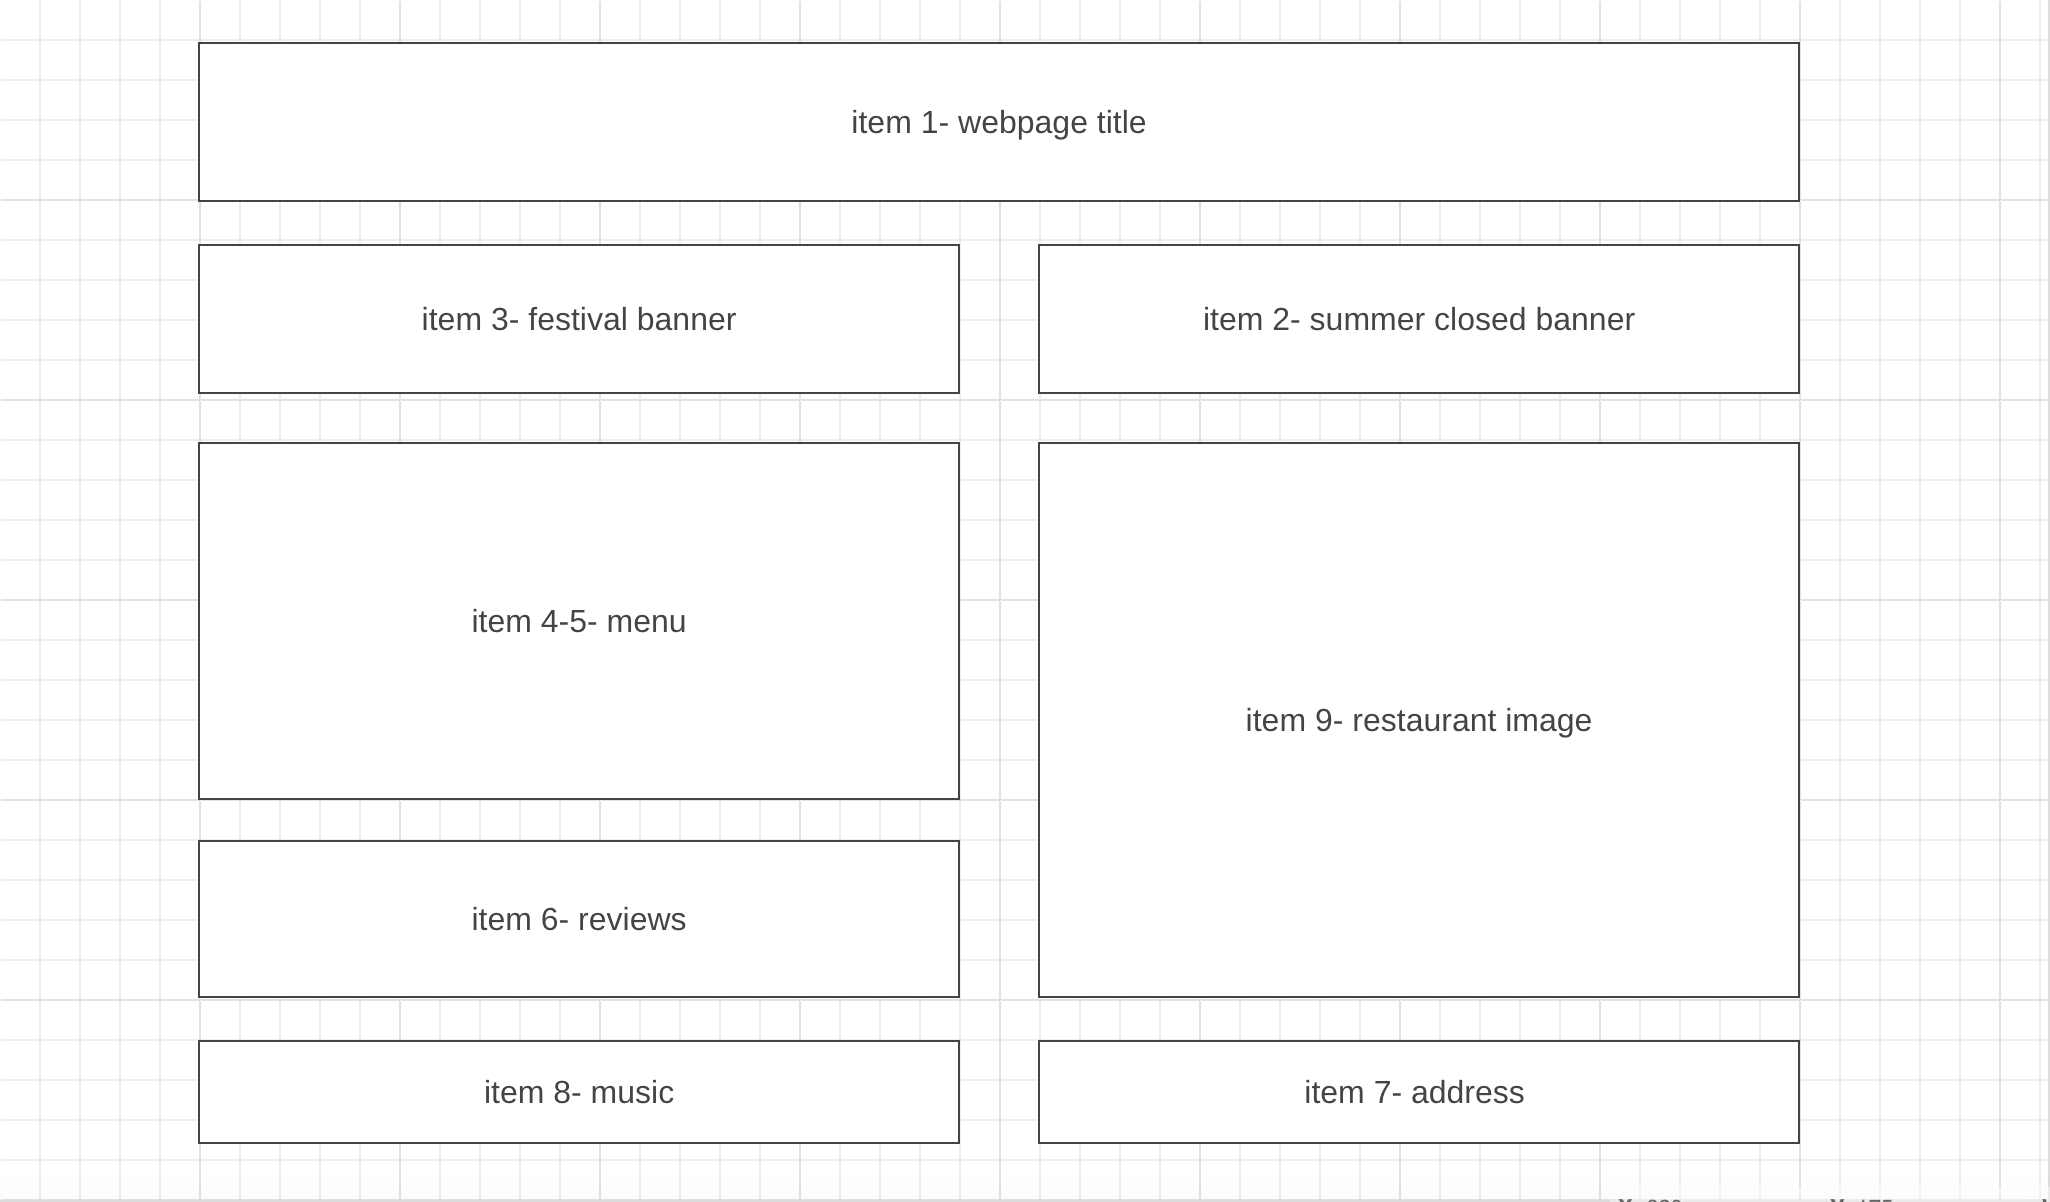 item 1- webpage title
item 3- festival banner
item 2- summer closed banner
item 4-5- menu
item 9- restaurant image
item 6- reviews
item 8- music
item 7- address